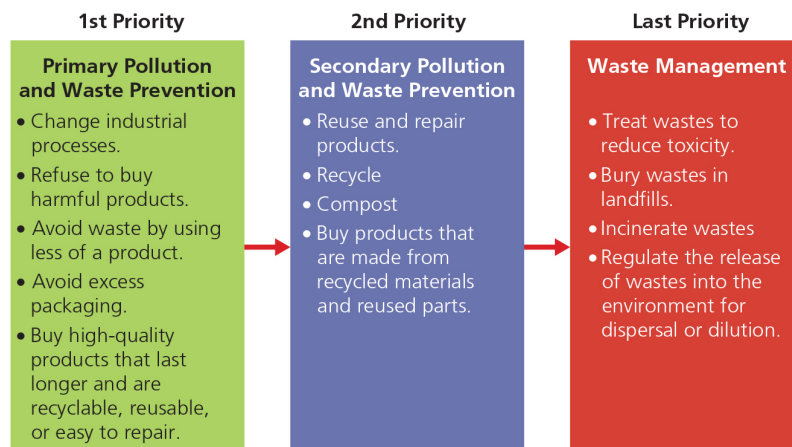 1st Priority
Primary Pollution
and Waste Prevention
• Change industrial
processes.
• Refuse to buy
harmful products.
• Avoid waste by using
less of a product.
• Avoid excess
packaging.
• Buy high-quality
products that last
longer and are
recyclable, reusable,
or easy to repair.
2nd Priority
Secondary Pollution
and Waste Prevention
• Reuse and repair
products.
• Recycle
• Compost
• Buy products that
are made from
recycled materials
and reused parts.
Last Priority
Waste Management
• Treat wastes to
reduce toxicity.
• Bury wastes in
landfills.
• Incinerate wastes
• Regulate the release
of wastes into the
environment for
dispersal or dilution.